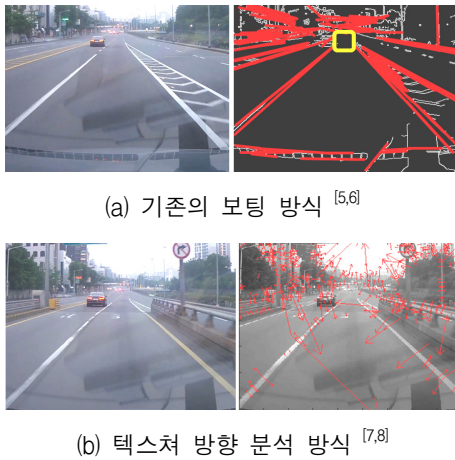 (a) 기존의 보팅 방식 [5,6]
(b) 텍스쳐 방향 분석 방식 [7,8]